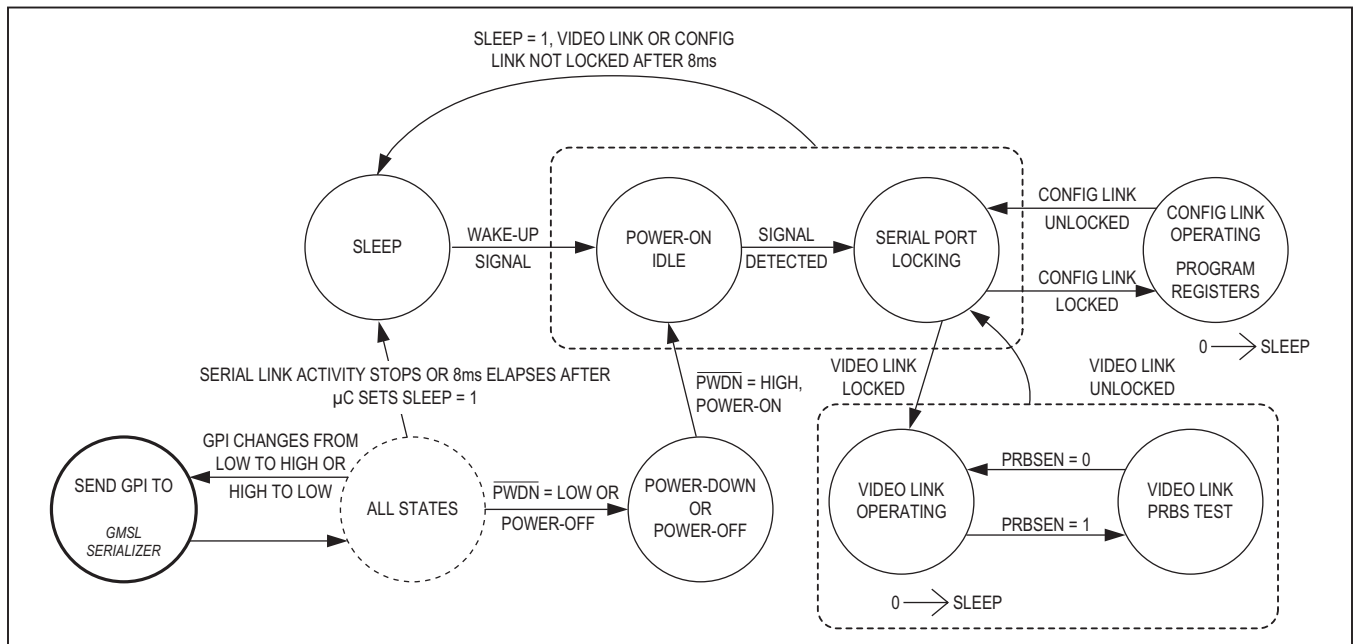 SLEEP = 1, VIDEO LINK OR CONFIG
LINK NOT LOCKED AFTER 8ms
SLEEP
WAKE-UP
SIGNAL
POWER-ON
IDLE
SIGNAL
DETECTED
SERIAL PORT
LOCKING
CONFIG LINK
UNLOCKED
CONFIG LINK
LOCKED
CONFIG LINK
OPERATING
PROGRAM
REGISTERS
0 SLEEP
SERIAL LINK ACTIVITY STOPS OR 8ms ELAPSES AFTER
µC SETS SLEEP = 1
PWDN = HIGH,
POWER-ON
VIDEO LINK
LOCKED
VIDEO LINK
UNLOCKED
GPI CHANGES FROM
LOW TO HIGH OR
HIGH TO LOW
SEND GPI TO
GMSL
SERIALIZER
ALL STATES
PWDN = LOW OR
POWER-OFF
POWER-DOWN
OR
POWER-OFF
VIDEO LINK
OPERATING
PRBSEN = 0
PRBSEN = 1
VIDEO LINK
PRBS TEST
0 SLEEP